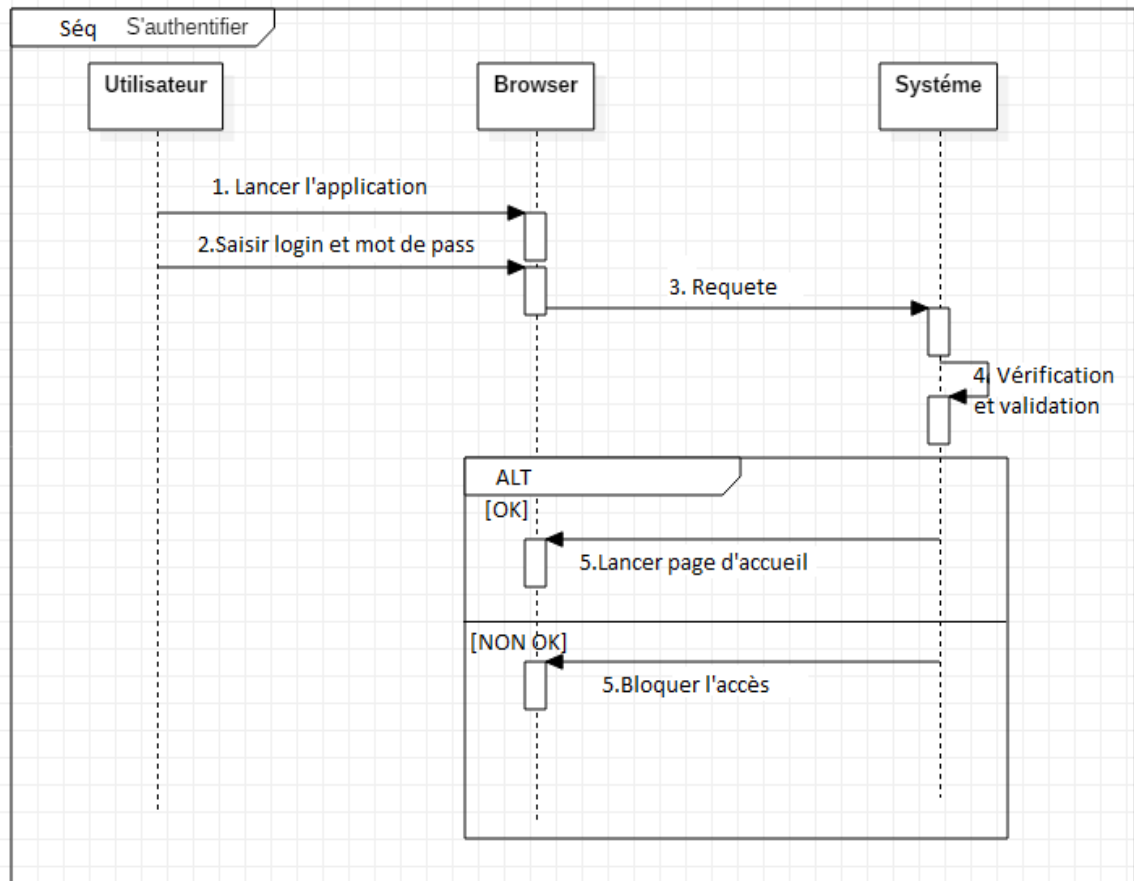 Séq S'authentifier
Utilisateur
Browser
Systéme
1. Lancer l'application
2.Saisir login et mot de pass
3. Requete
4. Vérification
et validation
ALT
[OK]
5.Lancer page d'accueil
[NON OK]
5.Bloquer l'accès